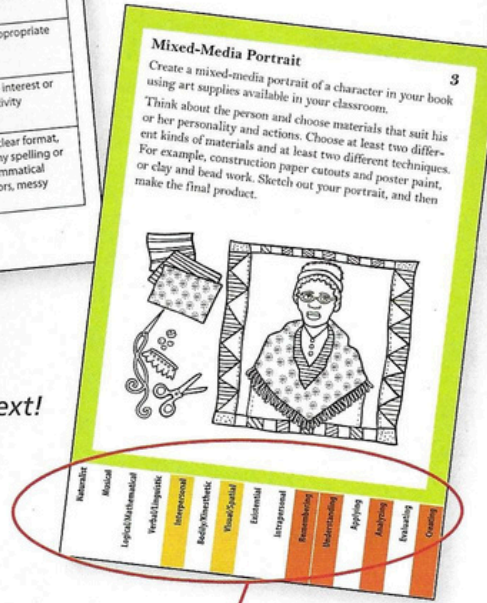 ppropriate
interest or
ivity
lear format,
ny spelling or
mmatical
ors, messy
ext!
3
Mixed-Media Portrait
Create a mixed-media portrait of a character in your book
using art supplies available in your classroom.
Think about the person and choose materials that suit his
or her personality and actions. Choose at least two differ-
ent kinds of materials and at least two different techniques.
For example, construction paper cutouts and poster paint,
or clay and bead work. Sketch out your portrait, and then
make the final product.
Naturalist
Musical
Logical/Mathematical
Verbal/Linguistic
Interpersonal
Bodily/Kinesthetic
Visual/Spatial
Existential
Intrapersonal
Remembering
Understanding
Applying
Analyzing
Evaluating
Creating